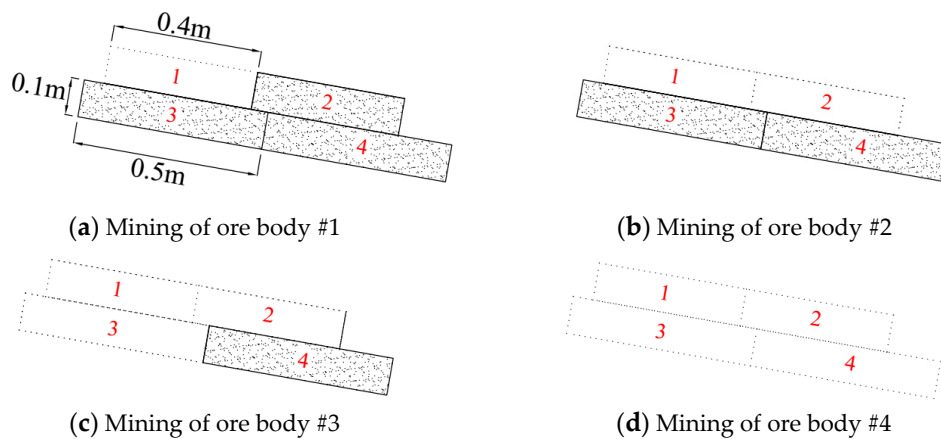 0.4m
0.1m
1
2
3
4
0.5m
(a) Mining of ore body #1
1
2
3
4
(b) Mining of ore body #2
1
2
3
4
(c) Mining of ore body #3
1
2
3
4
(d) Mining of ore body #4